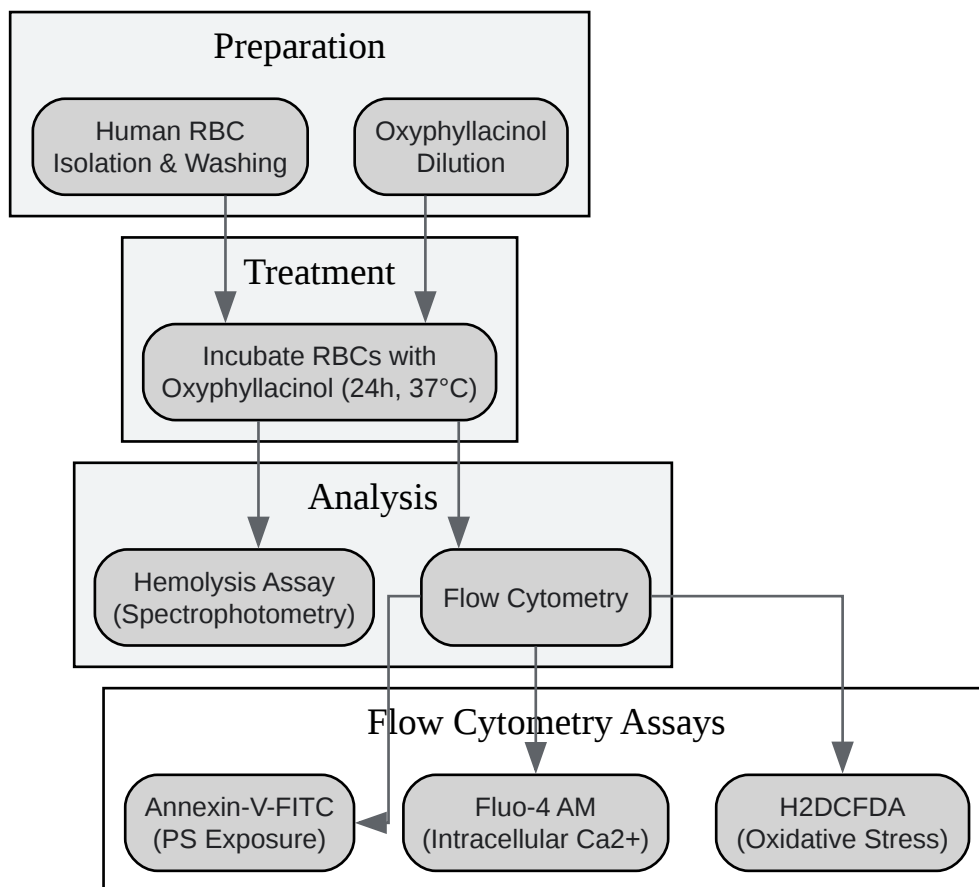 Preparation
Human RBC
Isolation & Washing
Oxyphyllacinol
Dilution
Treatment
Incubate RBCs with
Oxyphyllacinol (24h, 37°C)
Analysis
Hemolysis Assay
(Spectrophotometry)
Flow Cytometry
Flow Cytometry Assays
Annexin-V-FITC
(PS Exposure)
Fluo-4 AM
(Intracellular Ca2+)
H2DCFDA
(Oxidative Stress)